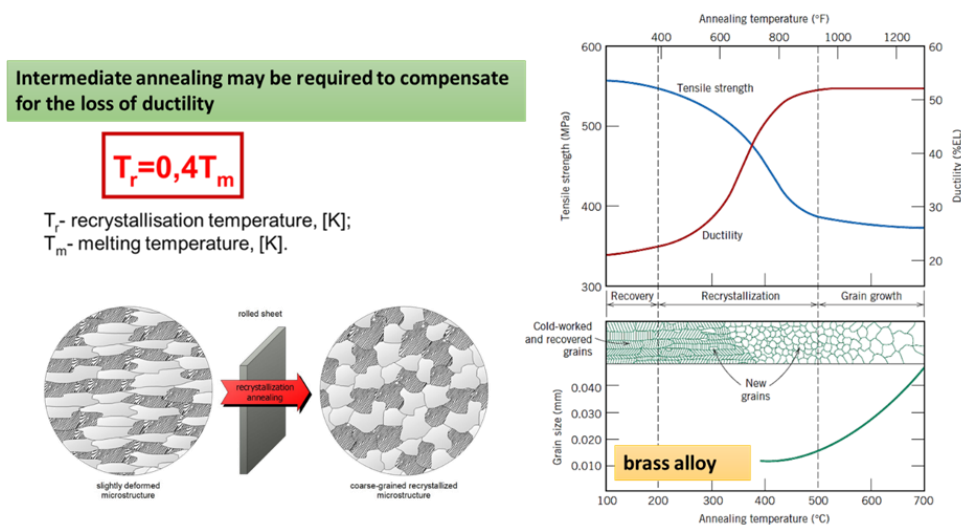 Intermediate annealing may be required to compensate
for the loss of ductility
Tr=0,4Tm
Tr- recrystallisation temperature, [K];
Tm- melting temperature, [K].
rolled sheet
recrystallization
annealing
slightly deformed
microstructure
coarse-grained recrystallized
microstructure
Annealing temperature (°F)
400 600 800 1000 1200
600 60
Tensile strength
500 50
Tensile strength (MPa)
40
Ductility (%EL)
400
30
Ductility
20
300
Recovery Recrystallization Grain growth
Cold-worked
and recovered
grains
New
grains
0.040
0.030
Grain size (mm)
0.020
0.010
brass alloy
100 200 300 400 500 600 700
Annealing temperature (°C)